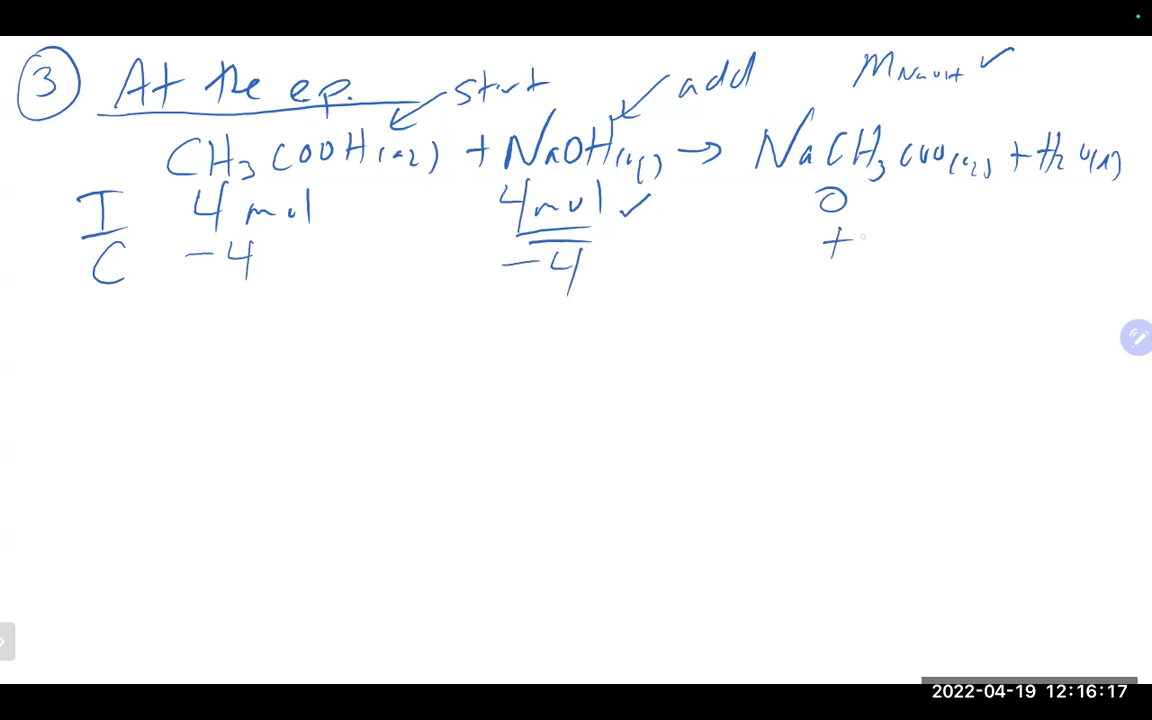 ③ At the e.p. start add M NaOH ✓
CH₃COOH(aq) + NaOH(aq) → NaCH₃COO(aq) + H₂O(l)
I 4 mol 4 mol ✓ 0
C -4 -4 +
2022-04-19 12:16:17